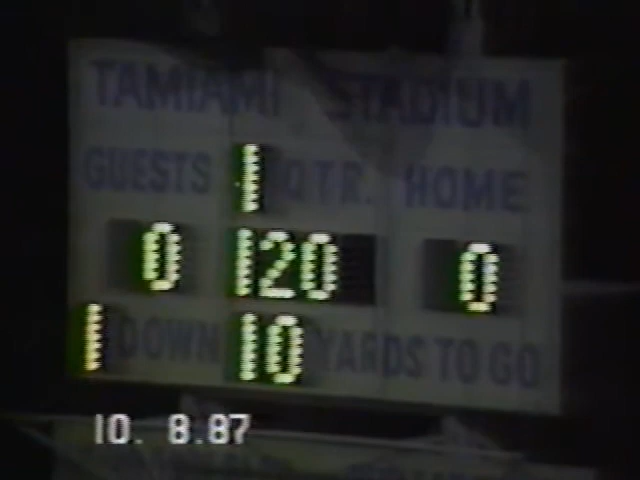 TAMIAMI STADIUM
GUESTS 1 QTR. HOME
0 120 0
1 DOWN 10 YARDS TO GO
10. 8.87